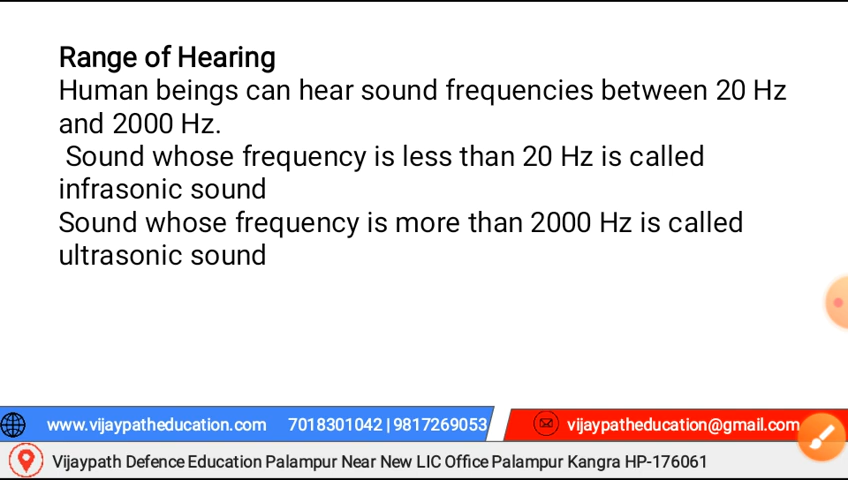 Range of Hearing
Human beings can hear sound frequencies between 20 Hz
and 2000 Hz.
Sound whose frequency is less than 20 Hz is called
infrasonic sound
Sound whose frequency is more than 2000 Hz is called
ultrasonic sound
www.vijaypatheducation.com 7018301042 | 9817269053 vijaypatheducation@gmail.com
Vijaypath Defence Education Palampur Near New LIC Office Palampur Kangra HP-176061